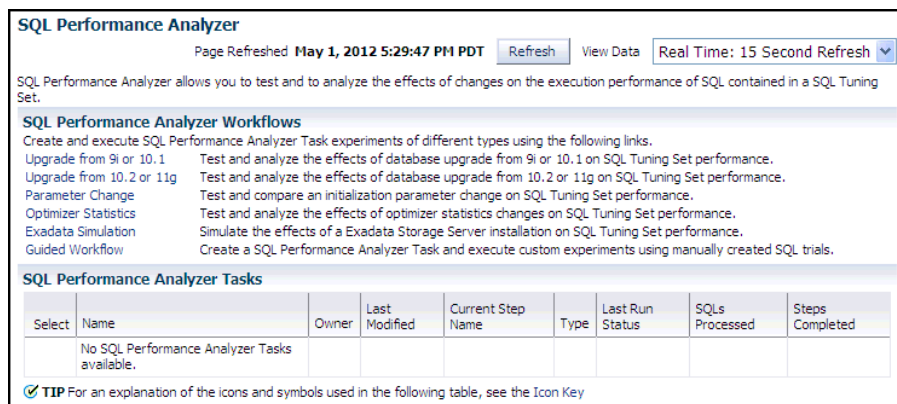 SQL Performance Analyzer
Page Refreshed May 1, 2012 5:29:47 PM PDT Refresh View Data Real Time: 15 Second Refresh
SQL Performance Analyzer allows you to test and to analyze the effects of changes on the execution performance of SQL contained in a SQL Tuning
Set.
SQL Performance Analyzer Workflows
Create and execute SQL Performance Analyzer Task experiments of different types using the following links.
Upgrade from 9i or 10.1 Test and analyze the effects of database upgrade from 9i or 10.1 on SQL Tuning Set performance.
Upgrade from 10.2 or 11g Test and analyze the effects of database upgrade from 10.2 or 11g on SQL Tuning Set performance.
Parameter Change Test and compare an initialization parameter change on SQL Tuning Set performance.
Optimizer Statistics Test and analyze the effects of optimizer statistics changes on SQL Tuning Set performance.
Exadata Simulation Simulate the effects of a Exadata Storage Server installation on SQL Tuning Set performance.
Guided Workflow Create a SQL Performance Analyzer Task and execute custom experiments using manually created SQL trials.
SQL Performance Analyzer Tasks
Select Name Owner Last Modified Current Step Name Type Last Run Status SQLs Processed Steps Completed
No SQL Performance Analyzer Tasks
available.
TIP For an explanation of the icons and symbols used in the following table, see the Icon Key